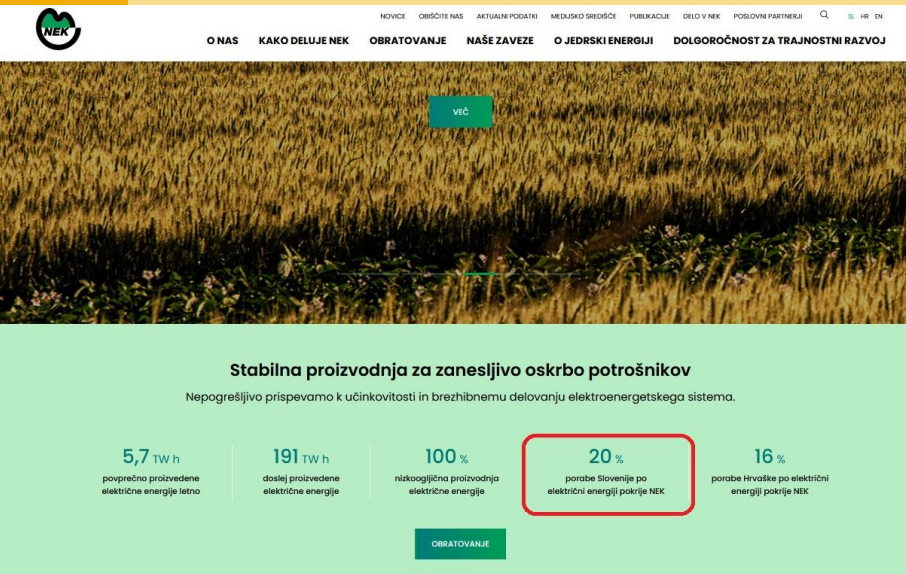 NEK
NOVICE OBIŠČITE NAS AKTUALNI PODATKI MEDIJSKO SREDIŠČE PUBLIKACIJE DELO V NEK POSLOVNI PARTNERJI SL HR EN
O NAS KAKO DELUJE NEK OBRATOVANJE NAŠE ZAVEZE O JEDRSKI ENERGIJI DOLGOROČNOST ZA TRAJNOSTNI RAZVOJ
VEČ
Stabilna proizvodnja za zanesljivo oskrbo potrošnikov
Nepogrešljivo prispevamo k učinkovitosti in brezhibnemu delovanju elektroenergetskega sistema.
5,7 TW h
povprečno proizvedene
električne energije letno
191 TW h
doslej proizvedene
električne energije
100 %
nizkoogljična proizvodnja
električne energije
20 %
porabe Slovenije po
električni energiji pokrije NEK
16 %
porabe Hrvaške po električni
energiji pokrije NEK
OBRATOVANJE